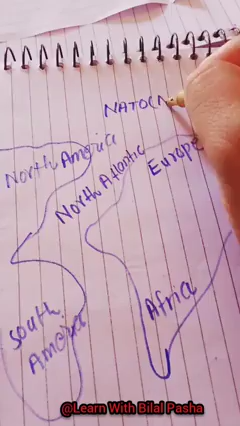 NATO(N
North America
North Atlantic
Europe
South
America
Africa
@Learn With Bilal Pasha